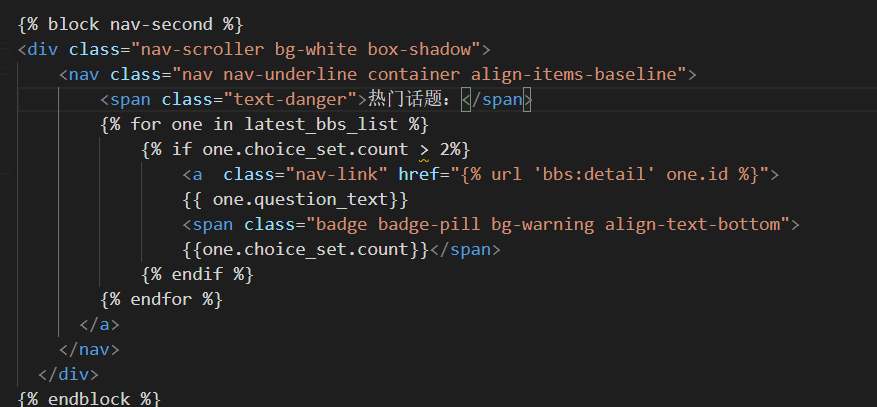 {% block nav-second %}
<div class="nav-scroller bg-white box-shadow">
<nav class="nav nav-underline container align-items-baseline">
<span class="text-danger">热门话题：</span>
{% for one in latest_bbs_list %}
{% if one.choice_set.count > 2%}
<a  class="nav-link" href="{% url 'bbs:detail' one.id %}">
{{ one.question_text}}
<span class="badge badge-pill bg-warning align-text-bottom">
{{one.choice_set.count}}</span>
{% endif %}
{% endfor %}
</a>
</nav>
</div>
{% endblock %}